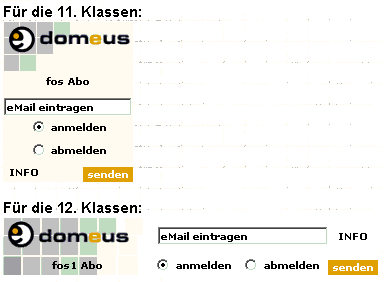 Für die 11. Klassen:
domeus
fos Abo
eMail eintragen
anmelden
abmelden
INFO senden
Für die 12. Klassen:
domeus
fos1 Abo
eMail eintragen INFO
anmelden abmelden senden